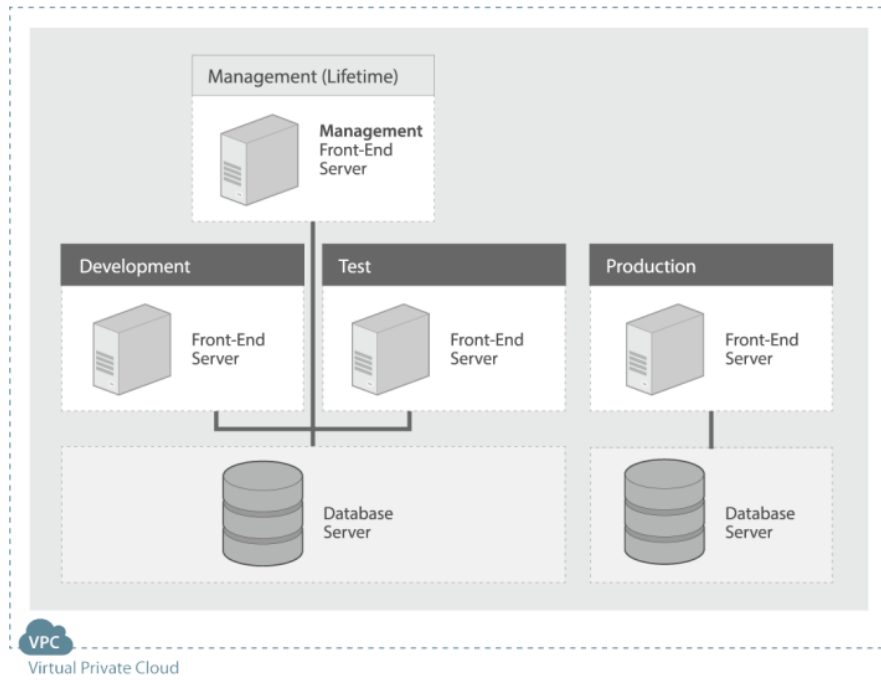 Management (Lifetime)
Management
Front-End
Server
Development
Test
Production
Front-End
Server
Front-End
Server
Front-End
Server
Database
Server
Database
Server
VPC
Virtual Private Cloud